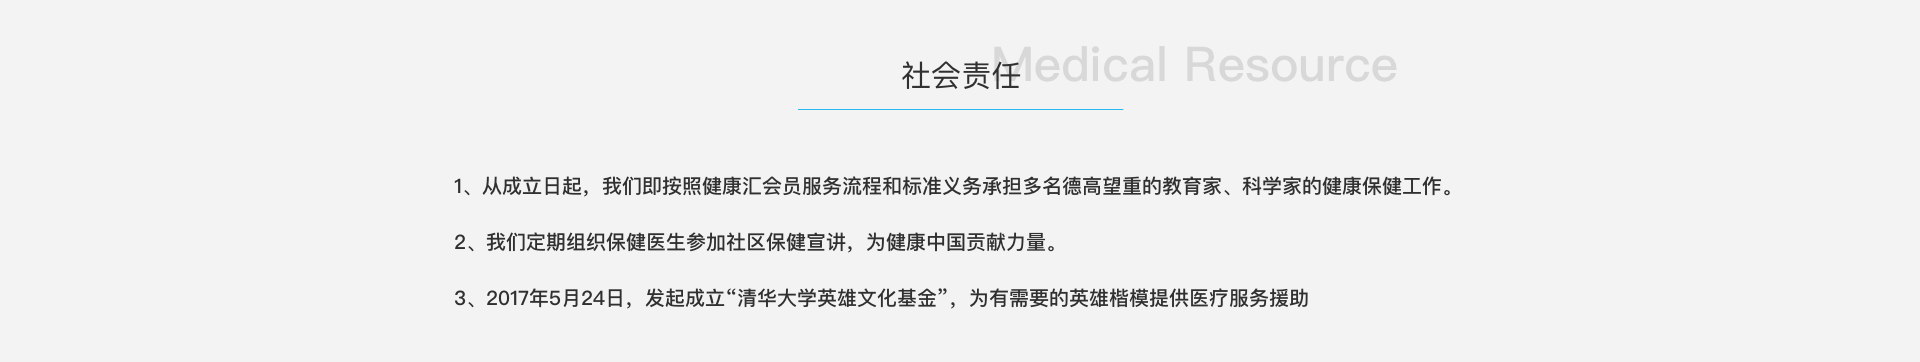 Medical Resource
社会责任
1、从成立日起，我们即按照健康汇会员服务流程和标准义务承担多名德高望重的教育家、科学家的健康保健工作。
2、我们定期组织保健医生参加社区保健宣讲，为健康中国贡献力量。
3、2017年5月24日，发起成立“清华大学英雄文化基金”，为有需要的英雄楷模提供医疗服务援助